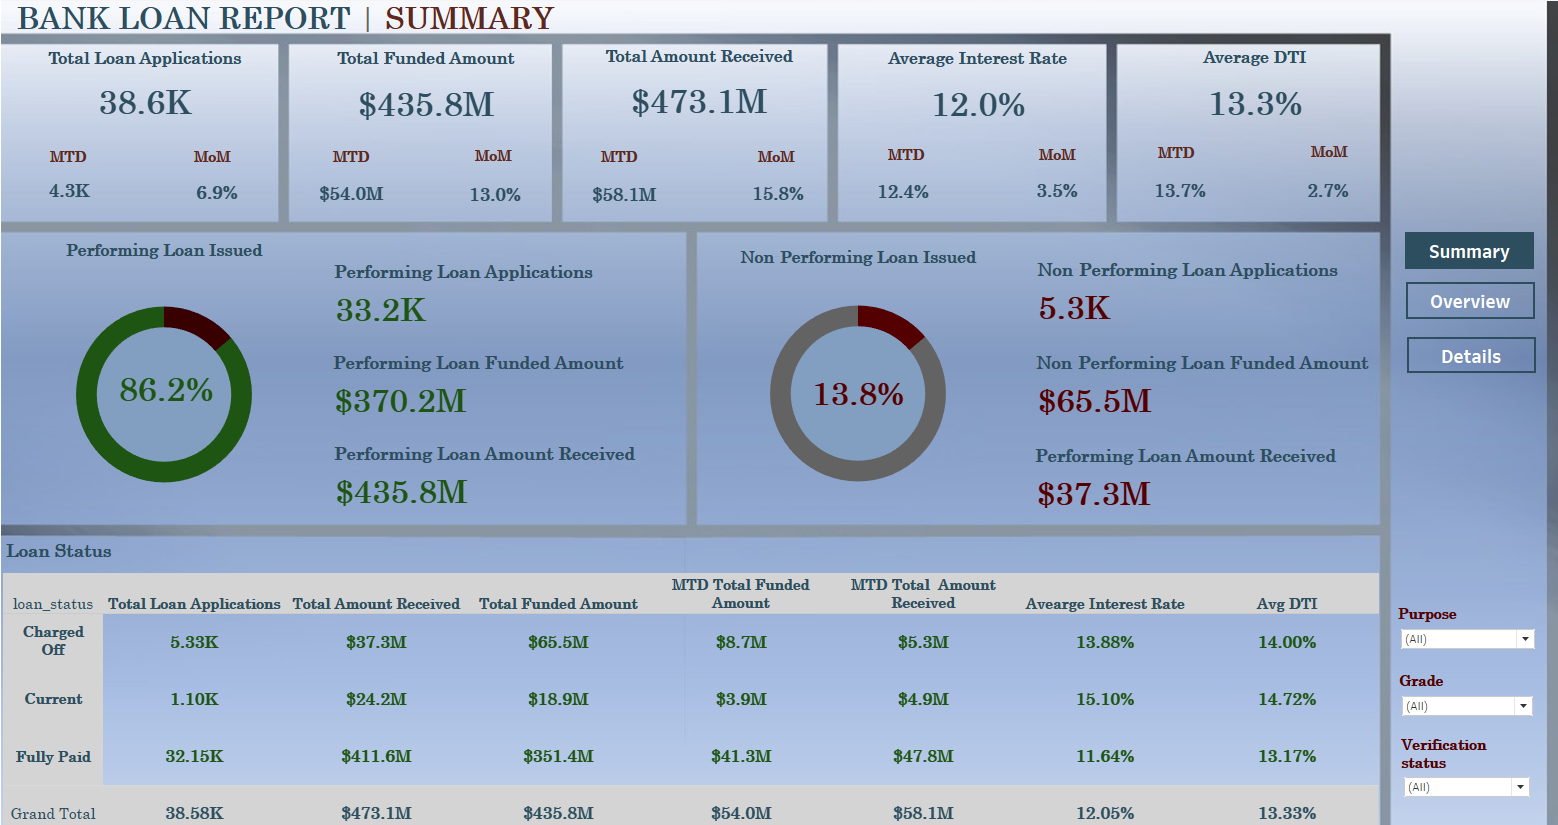 BANK LOAN REPORT | SUMMARY
Total Loan Applications
38.6K
MTD MoM
4.3K 6.9%
Total Funded Amount
$435.8M
MTD MoM
$54.0M 13.0%
Total Amount Received
$473.1M
MTD MoM
$58.1M 15.8%
Average Interest Rate
12.0%
MTD MoM
12.4% 3.5%
Average DTI
13.3%
MTD MoM
13.7% 2.7%
Performing Loan Issued
86.2%
Performing Loan Applications
33.2K
Performing Loan Funded Amount
$370.2M
Performing Loan Amount Received
$435.8M
Non Performing Loan Issued
13.8%
Non Performing Loan Applications
5.3K
Non Performing Loan Funded Amount
$65.5M
Performing Loan Amount Received
$37.3M
Summary
Overview
Details
Loan Status
loan_status Total Loan Applications Total Amount Received Total Funded Amount MTD Total Funded Amount MTD Total Amount Received Avearge Interest Rate Avg DTI
Charged Off 5.33K $37.3M $65.5M $8.7M $5.3M 13.88% 14.00%
Current 1.10K $24.2M $18.9M $3.9M $4.9M 15.10% 14.72%
Fully Paid 32.15K $411.6M $351.4M $41.3M $47.8M 11.64% 13.17%
Grand Total 38.58K $473.1M $435.8M $54.0M $58.1M 12.05% 13.33%
Purpose
(All)
Grade
(All)
Verification
status
(All)